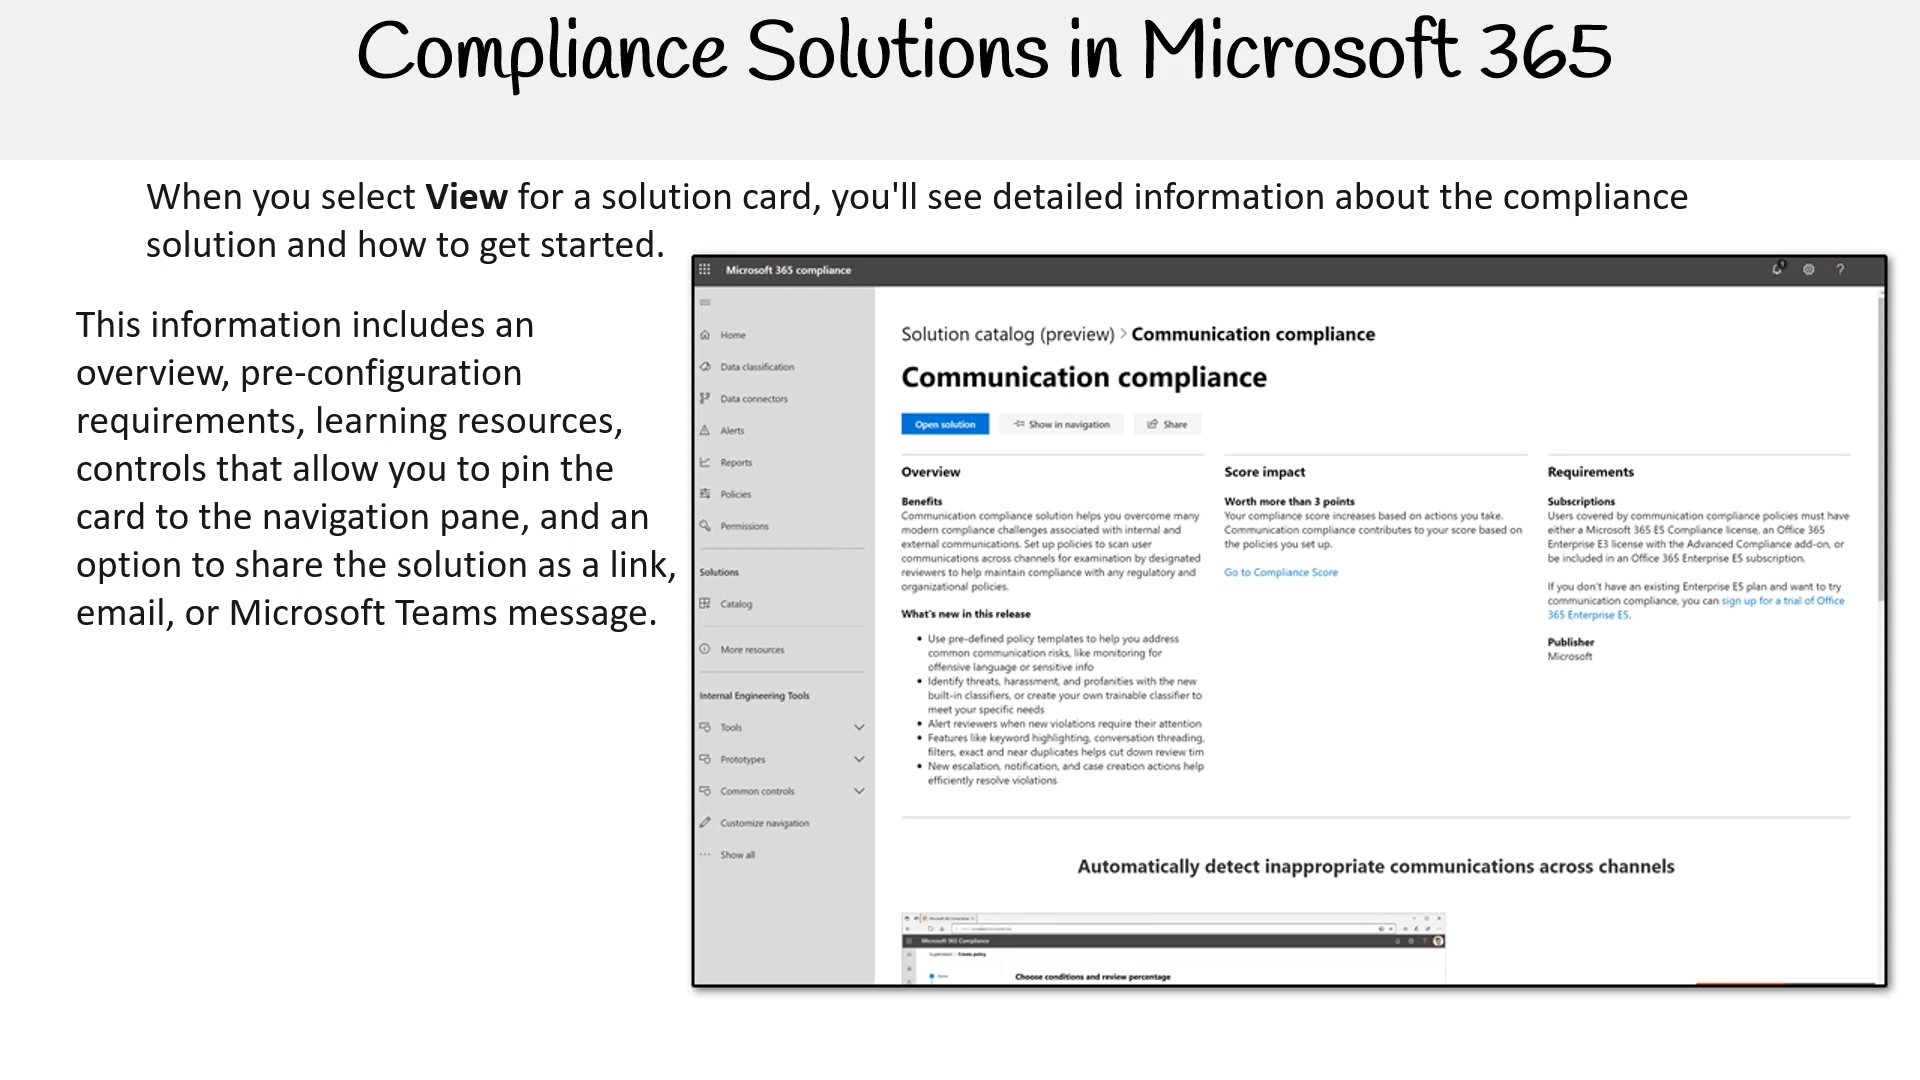 Compliance Solutions in Microsoft 365
When you select View for a solution card, you'll see detailed information about the compliance
solution and how to get started.
This information includes an
overview, pre-configuration
requirements, learning resources,
controls that allow you to pin the
card to the navigation pane, and an
option to share the solution as a link,
email, or Microsoft Teams message.
Microsoft 365 compliance
?
Home
Data classification
Data connectors
Alerts
Reports
Policies
Permissions
Solutions
Catalog
More resources
Internal Engineering Tools
Tools
Prototypes
Common controls
Customize navigation
Show all
Solution catalog (preview) > Communication compliance
Communication compliance
Open solution
Show in navigation
Share
Overview
Benefits
Communication compliance solution helps you overcome many
modern compliance challenges associated with internal and
external communications. Set up policies to scan user
communications across channels for examination by designated
reviewers to help maintain compliance with any regulatory and
organizational policies.
What's new in this release
• Use pre-defined policy templates to help you address
common communication risks, like monitoring for
offensive language or sensitive info
• Identify threats, harassment, and profanities with the new
built-in classifiers, or create your own trainable classifier to
meet your specific needs
• Alert reviewers when new violations require their attention
• Features like keyword highlighting, conversation threading,
filters, exact and near duplicates helps cut down review tim
• New escalation, notification, and case creation actions help
efficiently resolve violations
Score impact
Worth more than 3 points
Your compliance score increases based on actions you take.
Communication compliance contributes to your score based on
the policies you set up.
Go to Compliance Score
Requirements
Subscriptions
Users covered by communication compliance policies must have
either a Microsoft 365 E5 Compliance license, an Office 365
Enterprise E3 license with the Advanced Compliance add-on, or
be included in an Office 365 Enterprise E5 subscription.
If you don't have an existing Enterprise E5 plan and want to try
communication compliance, you can sign up for a trial of Office
365 Enterprise E5.
Publisher
Microsoft
Automatically detect inappropriate communications across channels
Microsoft 365 Compliance
Create policy
Choose conditions and review percentage